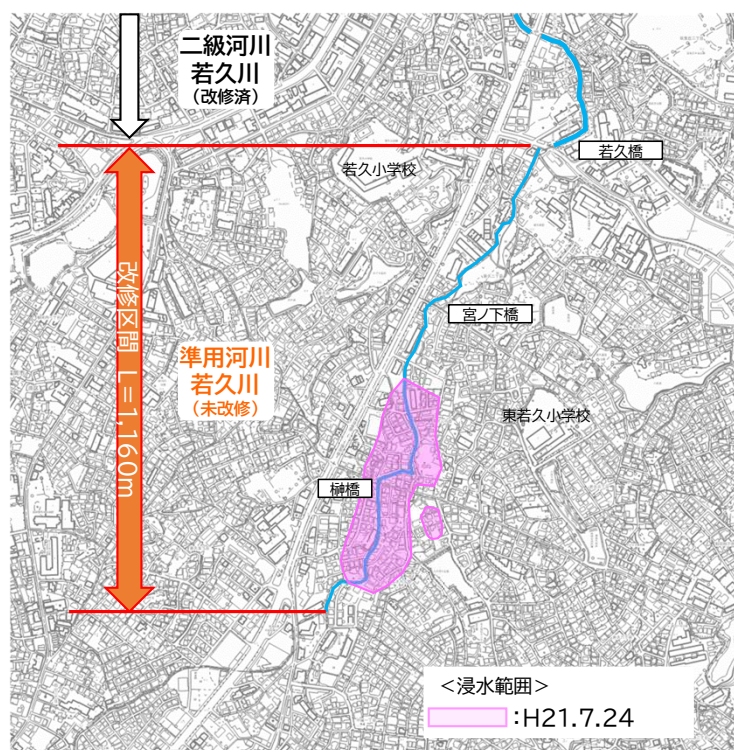 二級河川
若久川
（改修済）
若久橋
若久小学校
改修区間 L=1,160m
宮ノ下橋
準用河川
若久川
（未改修）
東若久小学校
榊橋
＜浸水範囲＞
：H21.7.24